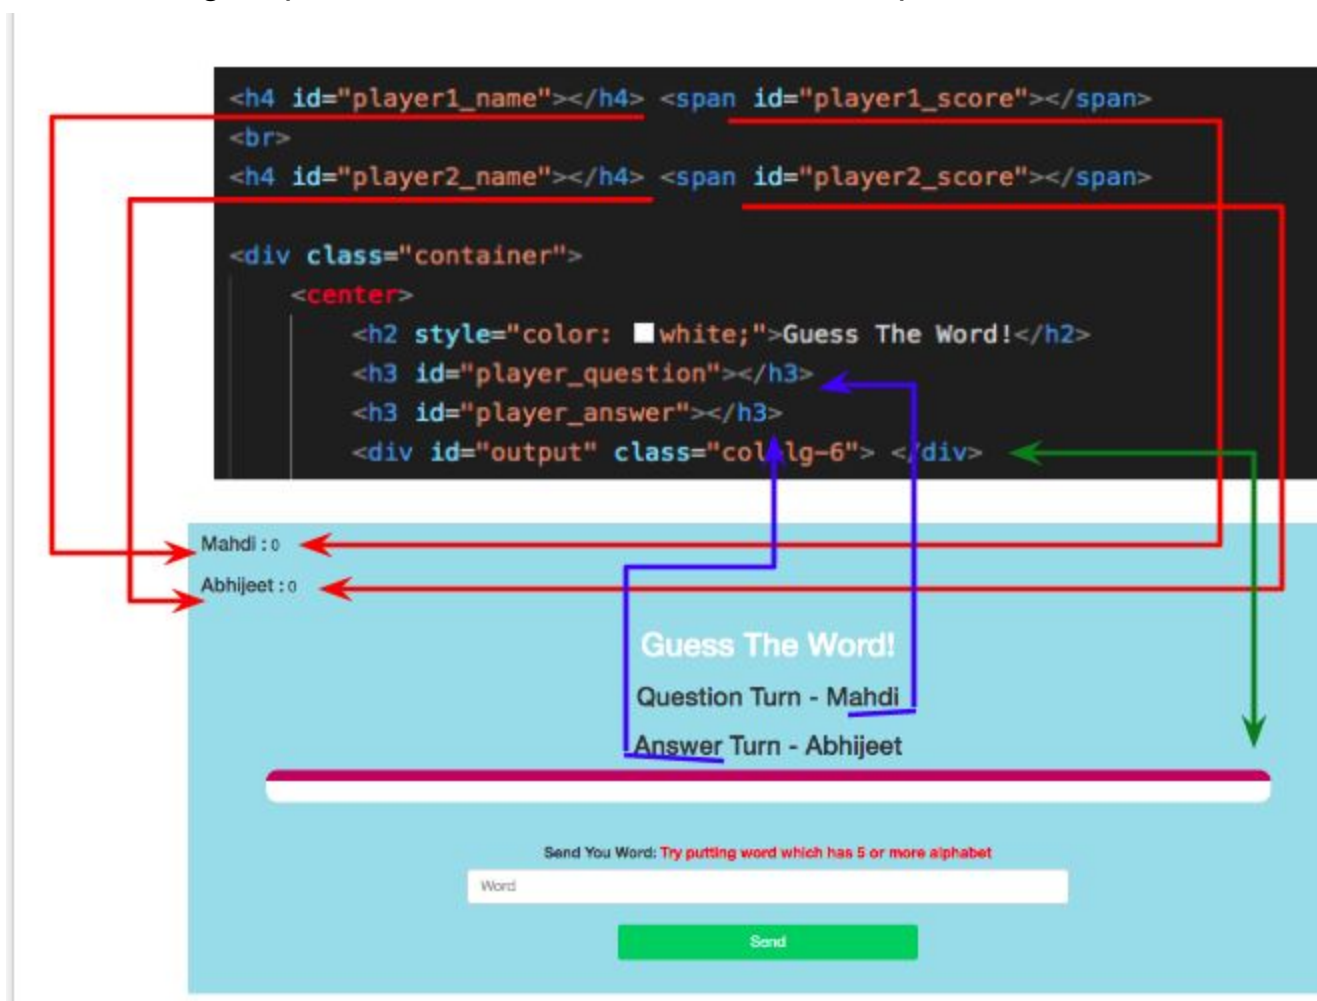 <h4 id="player1_name"></h4> <span id="player1_score"></span>
<br>
<h4 id="player2_name"></h4> <span id="player2_score"></span>
<div class="container">
<center>
<h2 style="color: white;">Guess The Word!</h2>
<h3 id="player_question"></h3>
<h3 id="player_answer"></h3>
<div id="output" class="col-lg-6"> </div>
Mahdi : 0
Abhijeet : 0
Guess The Word!
Question Turn - Mahdi
Answer Turn - Abhijeet
Send You Word: Try putting word which has 5 or more alphabet
Word
Send